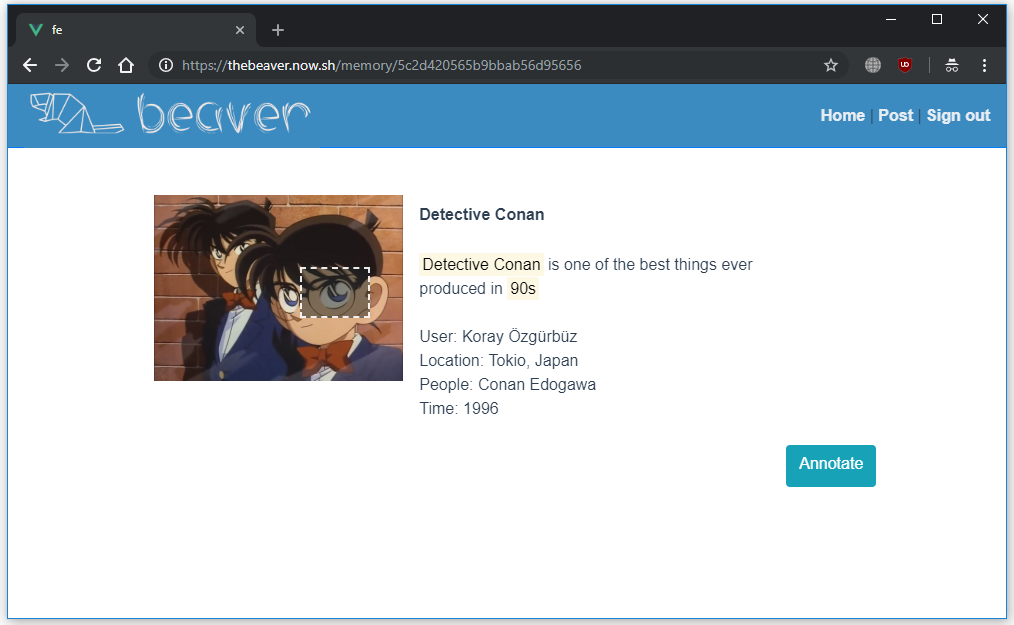 fe
https://thebeaver.now.sh/memory/5c2d420565b9bbab56d95656
beaver
Home | Post | Sign out
Detective Conan
Detective Conan is one of the best things ever
produced in 90s
User: Koray Özgürbüz
Location: Tokio, Japan
People: Conan Edogawa
Time: 1996
Annotate